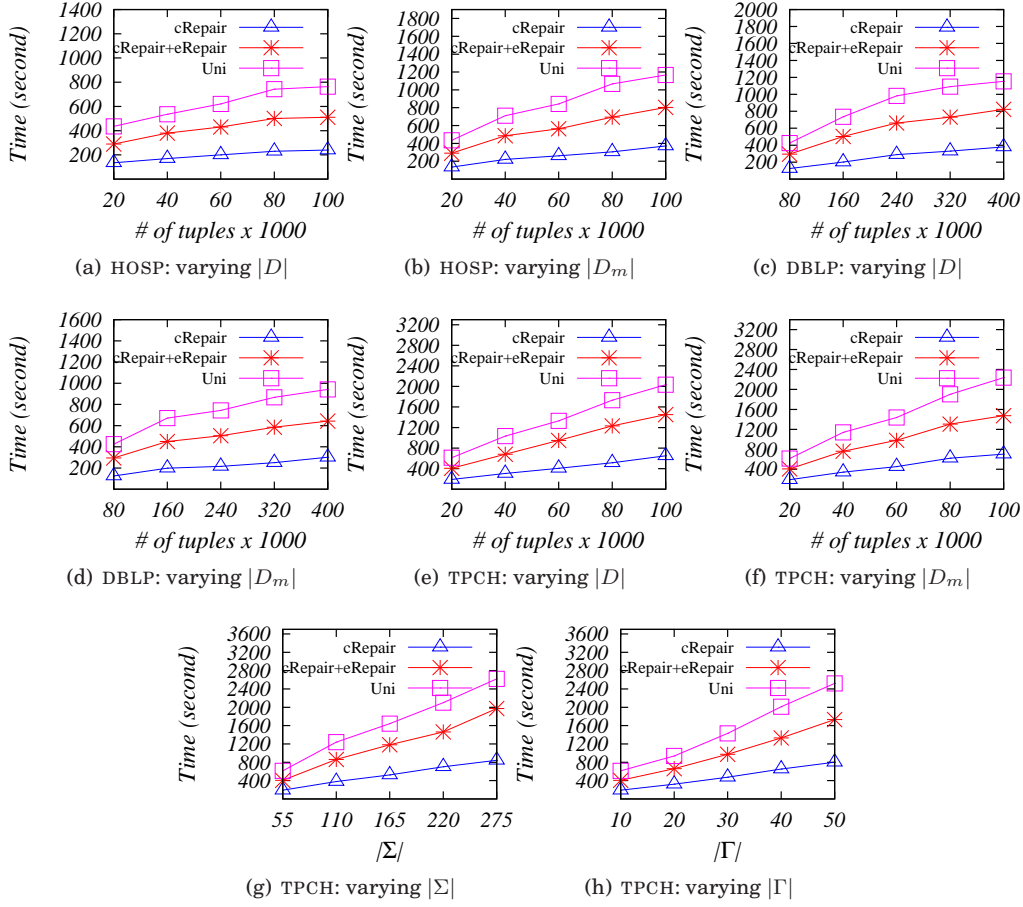 1400
1200
1000
800
600
400
200
20 40 60 80 100
Time (second)
# of tuples x 1000
cRepair
cRepair+eRepair
Uni
(a) HOSP: varying |D|
1800
1600
1400
1200
1000
800
600
400
200
20 40 60 80 100
Time (second)
# of tuples x 1000
cRepair
cRepair+eRepair
Uni
(b) HOSP: varying |D_m|
2000
1800
1600
1400
1200
1000
800
600
400
200
80 160 240 320 400
Time (second)
# of tuples x 1000
cRepair
cRepair+eRepair
Uni
(c) DBLP: varying |D|
1600
1400
1200
1000
800
600
400
200
80 160 240 320 400
Time (second)
# of tuples x 1000
cRepair
cRepair+eRepair
Uni
(d) DBLP: varying |D_m|
3200
2800
2400
2000
1600
1200
800
400
20 40 60 80 100
Time (second)
# of tuples x 1000
cRepair
cRepair+eRepair
Uni
(e) TPCH: varying |D|
3200
2800
2400
2000
1600
1200
800
400
20 40 60 80 100
Time (second)
# of tuples x 1000
cRepair
cRepair+eRepair
Uni
(f) TPCH: varying |D_m|
3600
3200
2800
2400
2000
1600
1200
800
400
55 110 165 220 275
Time (second)
|Σ|
cRepair
cRepair+eRepair
Uni
(g) TPCH: varying |Σ|
3600
3200
2800
2400
2000
1600
1200
800
400
10 20 30 40 50
Time (second)
|Γ|
cRepair
cRepair+eRepair
Uni
(h) TPCH: varying |Γ|